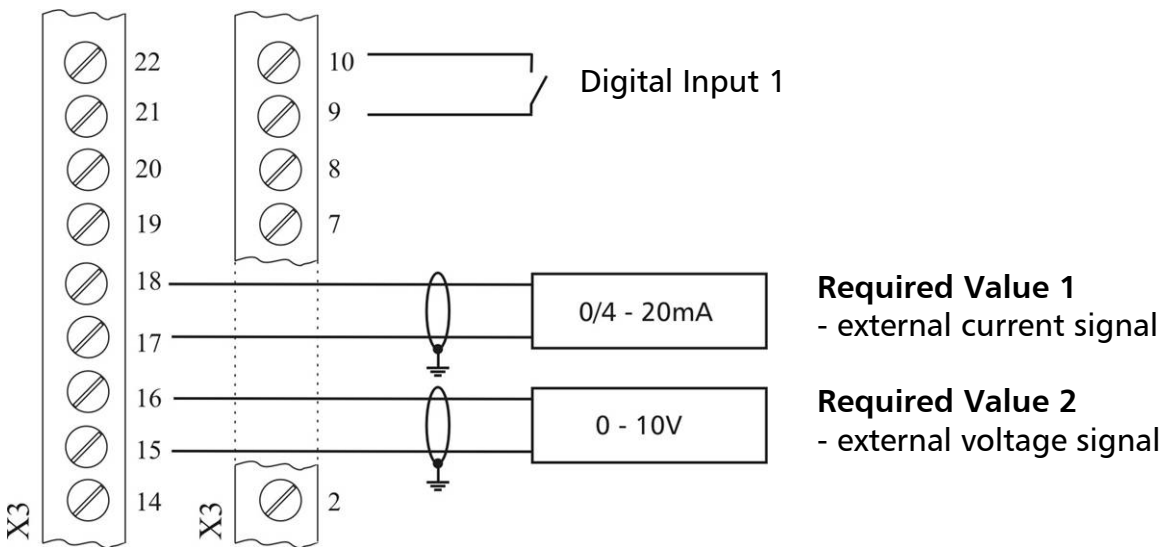 22
21
20
19
18
17
16
15
14
X3
10
9
8
7
2
X3
Digital Input 1
0/4 - 20mA
Required Value 1
- external current signal
0 - 10V
Required Value 2
- external voltage signal